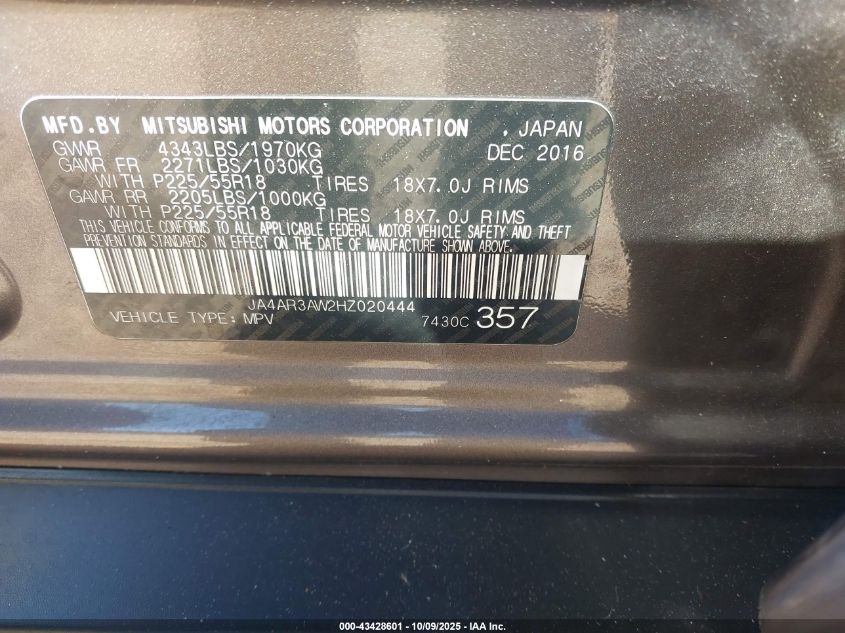 MFD.BY MITSUBISHI MOTORS CORPORATION , JAPAN
GVWR 4343LBS/1970KG DEC 2016
GAWR FR 2271LBS/1030KG
WITH P225/55R18 TIRES 18X7.0J RIMS
GAWR RR 2205LBS/1000KG
WITH P225/55R18 TIRES 18X7.0J RIMS
THIS VEHICLE CONFORMS TO ALL APPLICABLE FEDERAL MOTOR VEHICLE SAFETY AND THEFT
PREVENTION STANDARDS IN EFFECT ON THE DATE OF MANUFACTURE SHOWN ABOVE.
JA4AR3AW2HZ020444
VEHICLE TYPE: MPV 7430C 357
000-43428601 - 10/09/2025 - IAA Inc.